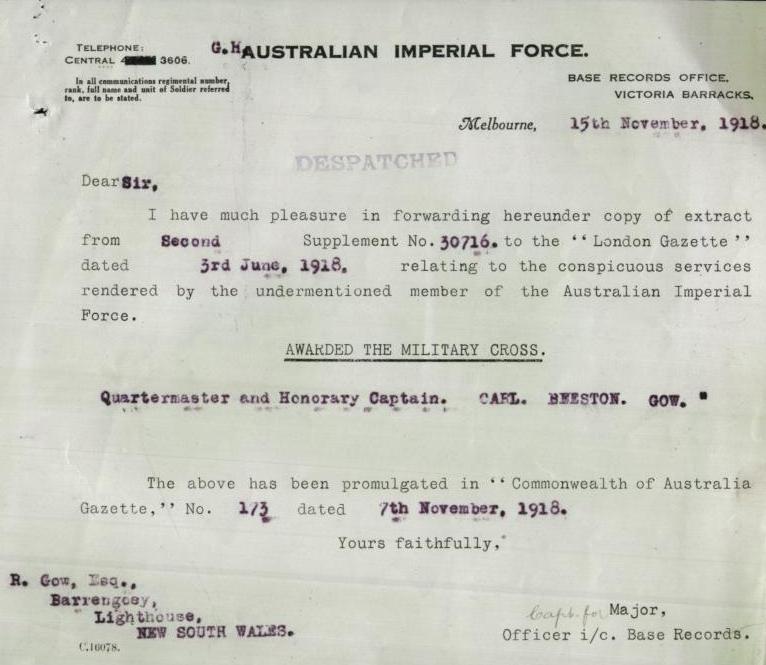 TELEPHONE:
CENTRAL 4 3606.
G.H AUSTRALIAN IMPERIAL FORCE.
In all communications regimental number,
rank, full name and unit of Soldier referred
to, are to be stated.
BASE RECORDS OFFICE,
VICTORIA BARRACKS,
Melbourne, 15th November, 1918.
DESPATCHED
Dear Sir,
I have much pleasure in forwarding hereunder copy of extract
from Second Supplement No. 30716. to the ‘‘ London Gazette ’’
dated 3rd June, 1918. relating to the conspicuous services
rendered by the undermentioned member of the Australian Imperial
Force.
AWARDED THE MILITARY CROSS.
Quartermaster and Honorary Captain. CARL. BEESTON. GOW. "
The above has been promulgated in ‘‘ Commonwealth of Australia
Gazette,’’ No. 173 dated 7th November, 1918.
Yours faithfully,
R. Gow, Esq.,
Barrengoey,
Lighthouse,
NEW SOUTH WALES.
C.16078.
Capt. for Major,
Officer i/c. Base Records.